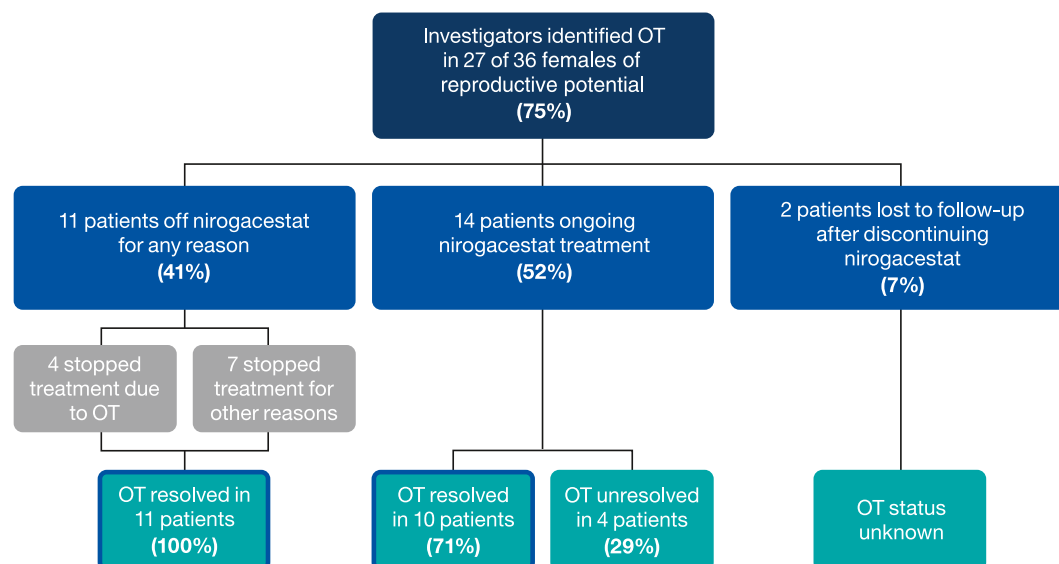 Investigators identified OT
in 27 of 36 females of
reproductive potential
(75%)
11 patients off nirogacestat
for any reason
(41%)
14 patients ongoing
nirogacestat treatment
(52%)
2 patients lost to follow-up
after discontinuing
nirogacestat
(7%)
4 stopped
treatment due
to OT
7 stopped
treatment for
other reasons
OT resolved in
11 patients
(100%)
OT resolved
in 10 patients
(71%)
OT unresolved
in 4 patients
(29%)
OT status
unknown